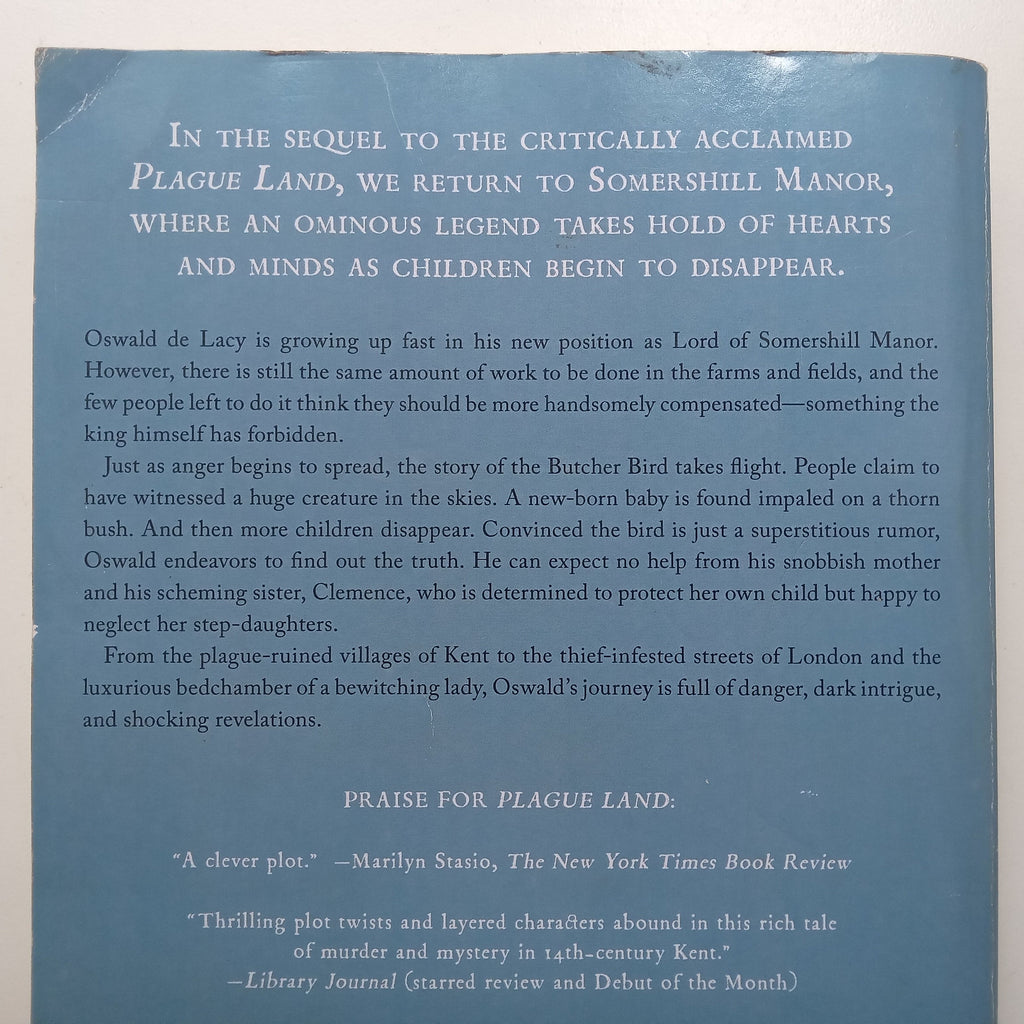 IN THE SEQUEL TO THE CRITICALLY ACCLAIMED
PLAGUE LAND, WE RETURN TO SOMERSHILL MANOR,
WHERE AN OMINOUS LEGEND TAKES HOLD OF HEARTS
AND MINDS AS CHILDREN BEGIN TO DISAPPEAR.
Oswald de Lacy is growing up fast in his new position as Lord of Somershill Manor.
However, there is still the same amount of work to be done in the farms and fields, and the
few people left to do it think they should be more handsomely compensated—something the
king himself has forbidden.
Just as anger begins to spread, the story of the Butcher Bird takes flight. People claim to
have witnessed a huge creature in the skies. A new-born baby is found impaled on a thorn
bush. And then more children disappear. Convinced the bird is just a superstitious rumor,
Oswald endeavors to find out the truth. He can expect no help from his snobbish mother
and his scheming sister, Clemence, who is determined to protect her own child but happy to
neglect her step-daughters.
From the plague-ruined villages of Kent to the thief-infested streets of London and the
luxurious bedchamber of a bewitching lady, Oswald's journey is full of danger, dark intrigue,
and shocking revelations.
PRAISE FOR PLAGUE LAND:
“A clever plot.” —Marilyn Stasio, The New York Times Book Review
“Thrilling plot twists and layered characters abound in this rich tale
of murder and mystery in 14th-century Kent.”
—Library Journal (starred review and Debut of the Month)